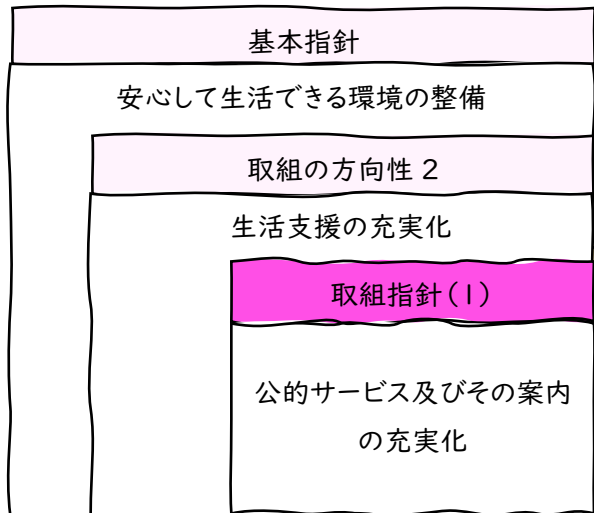 基本指針
安心して生活できる環境の整備
取組の方向性 2
生活支援の充実化
取組指針(1)
公的サービス及びその案内
の充実化